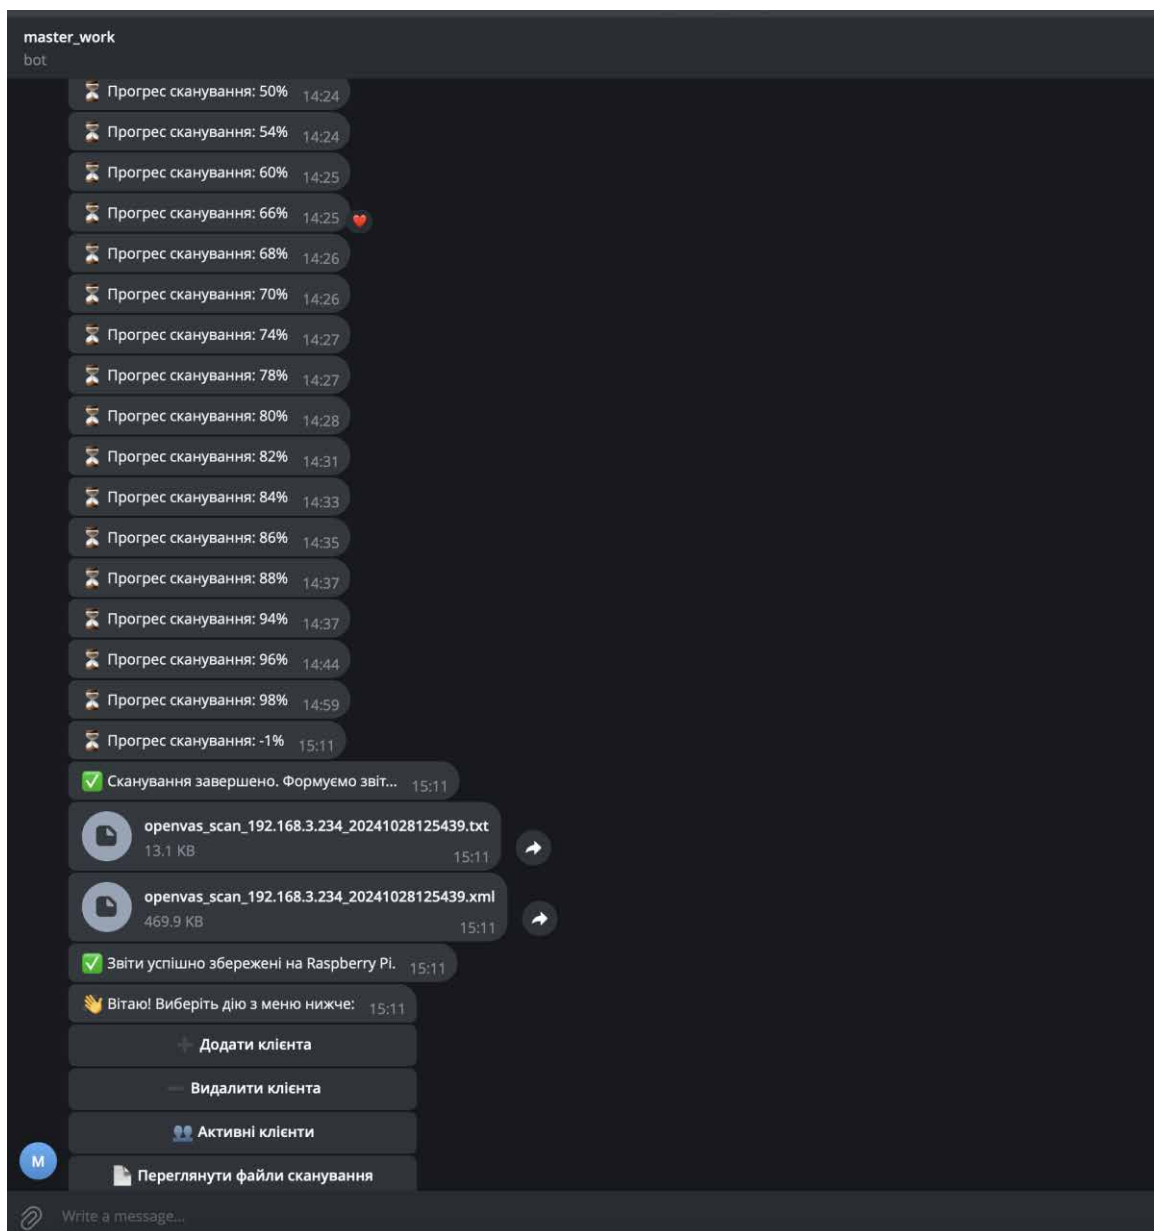 master_work
bot
⏳ Прогрес сканування: 50% 14:24
⏳ Прогрес сканування: 54% 14:24
⏳ Прогрес сканування: 60% 14:25
⏳ Прогрес сканування: 66% 14:25 ❤️
⏳ Прогрес сканування: 68% 14:26
⏳ Прогрес сканування: 70% 14:26
⏳ Прогрес сканування: 74% 14:27
⏳ Прогрес сканування: 78% 14:27
⏳ Прогрес сканування: 80% 14:28
⏳ Прогрес сканування: 82% 14:31
⏳ Прогрес сканування: 84% 14:33
⏳ Прогрес сканування: 86% 14:35
⏳ Прогрес сканування: 88% 14:37
⏳ Прогрес сканування: 94% 14:37
⏳ Прогрес сканування: 96% 14:44
⏳ Прогрес сканування: 98% 14:59
⏳ Прогрес сканування: -1% 15:11
✅ Сканування завершено. Формуємо звіт... 15:11
openvas_scan_192.168.3.234_20241028125439.txt
13.1 KB 15:11
openvas_scan_192.168.3.234_20241028125439.xml
469.9 KB 15:11
✅ Звіти успішно збережені на Raspberry Pi. 15:11
👋 Вітаю! Виберіть дію з меню нижче: 15:11
➕ Додати клієнта
➖ Видалити клієнта
👥 Активні клієнти
M
📄 Переглянути файли сканування
Write a message...